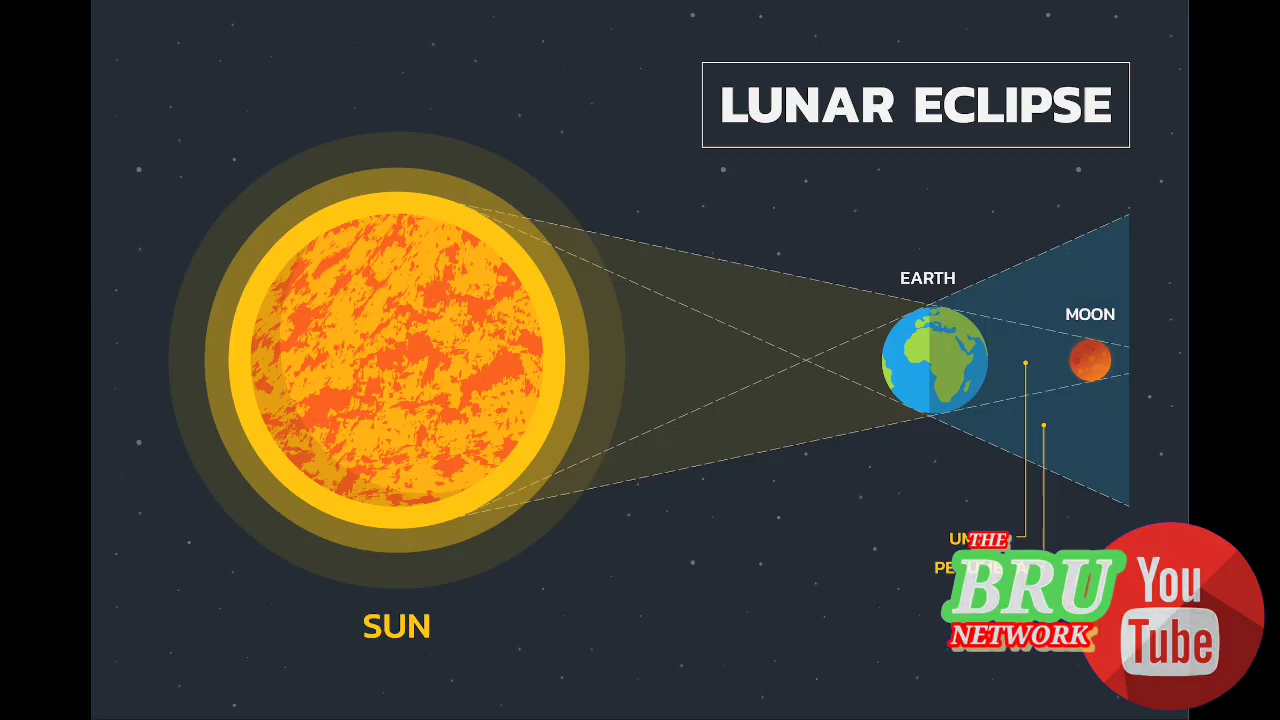 LUNAR ECLIPSE
EARTH
MOON
SUN
THE
BRU
NETWORK
You
Tube